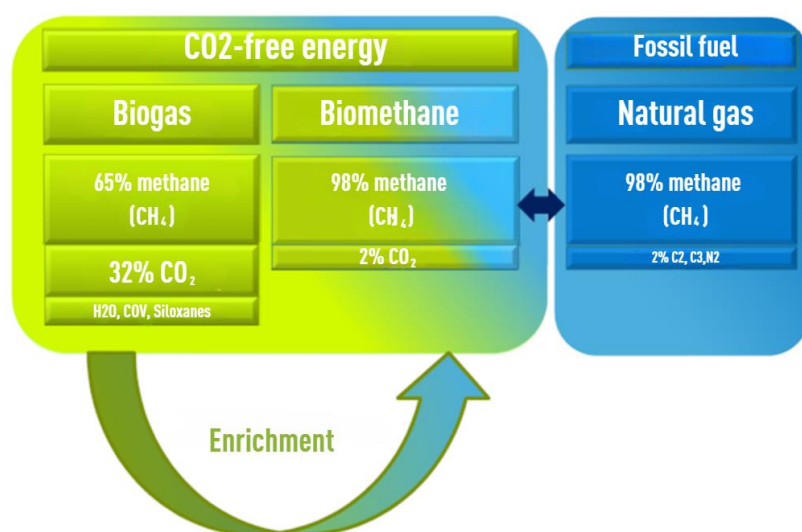 CO2-free energy
Fossil fuel
Biogas
Biomethane
Natural gas
65% methane
(CH₄)
98% methane
(CH₄)
98% methane
(CH₄)
32% CO₂
2% CO₂
2% C2, C3,N2
H2O, COV, Siloxanes
Enrichment